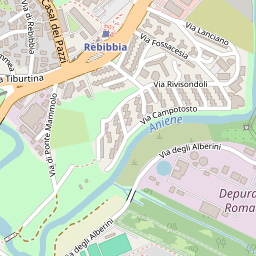 Via Lanciano
Casal dei Pazzi
Via di Rebibbia
Rebibbia
Via Fossacesia
Tiburtina
Via Rivisondoli
Via di Ponte Mammolo
Via Campotosto
Aniene
Via degli Alberini
Depura
Roma
Via degli Alberini